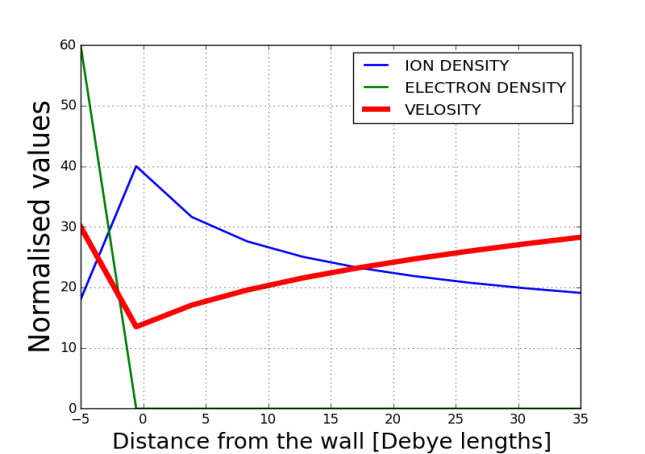 60
50
40
30
20
10
0
Normalised values
ION DENSITY
ELECTRON DENSITY
VELOSITY
−5 0 5 10 15 20 25 30 35
Distance from the wall [Debye lengths]